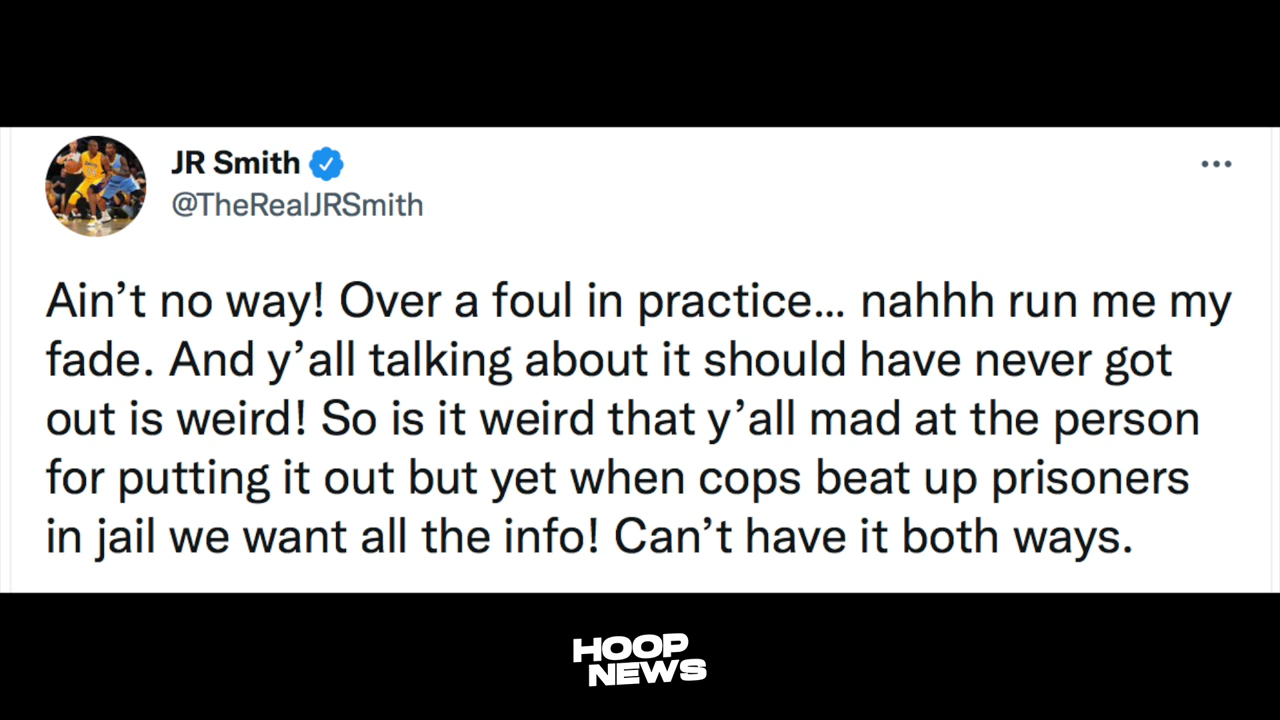 JR Smith
@TheRealJRSmith
Ain’t no way! Over a foul in practice... nahhh run me my
fade. And y’all talking about it should have never got
out is weird! So is it weird that y’all mad at the person
for putting it out but yet when cops beat up prisoners
in jail we want all the info! Can’t have it both ways.
HOOP
NEWS